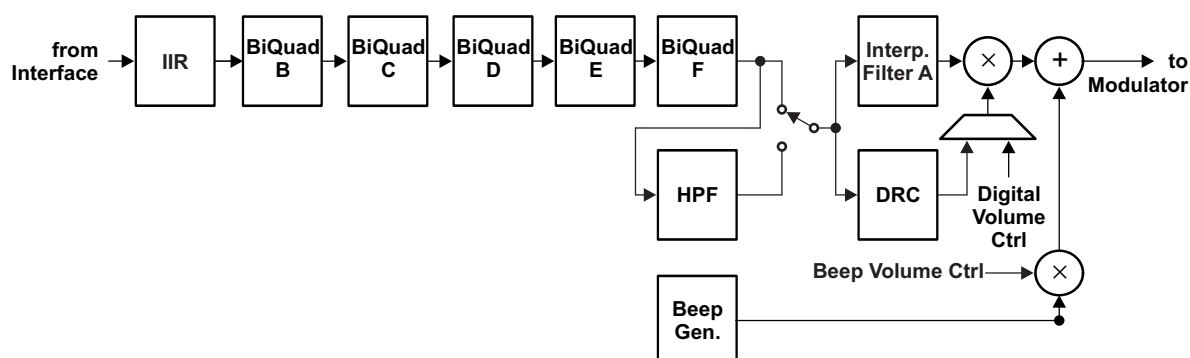 from
Interface
IIR
BiQuad
B
BiQuad
C
BiQuad
D
BiQuad
E
BiQuad
F
Interp.
Filter A
×
+
to
Modulator
HPF
DRC
Digital
Volume
Ctrl
Beep Volume Ctrl
×
Beep
Gen.